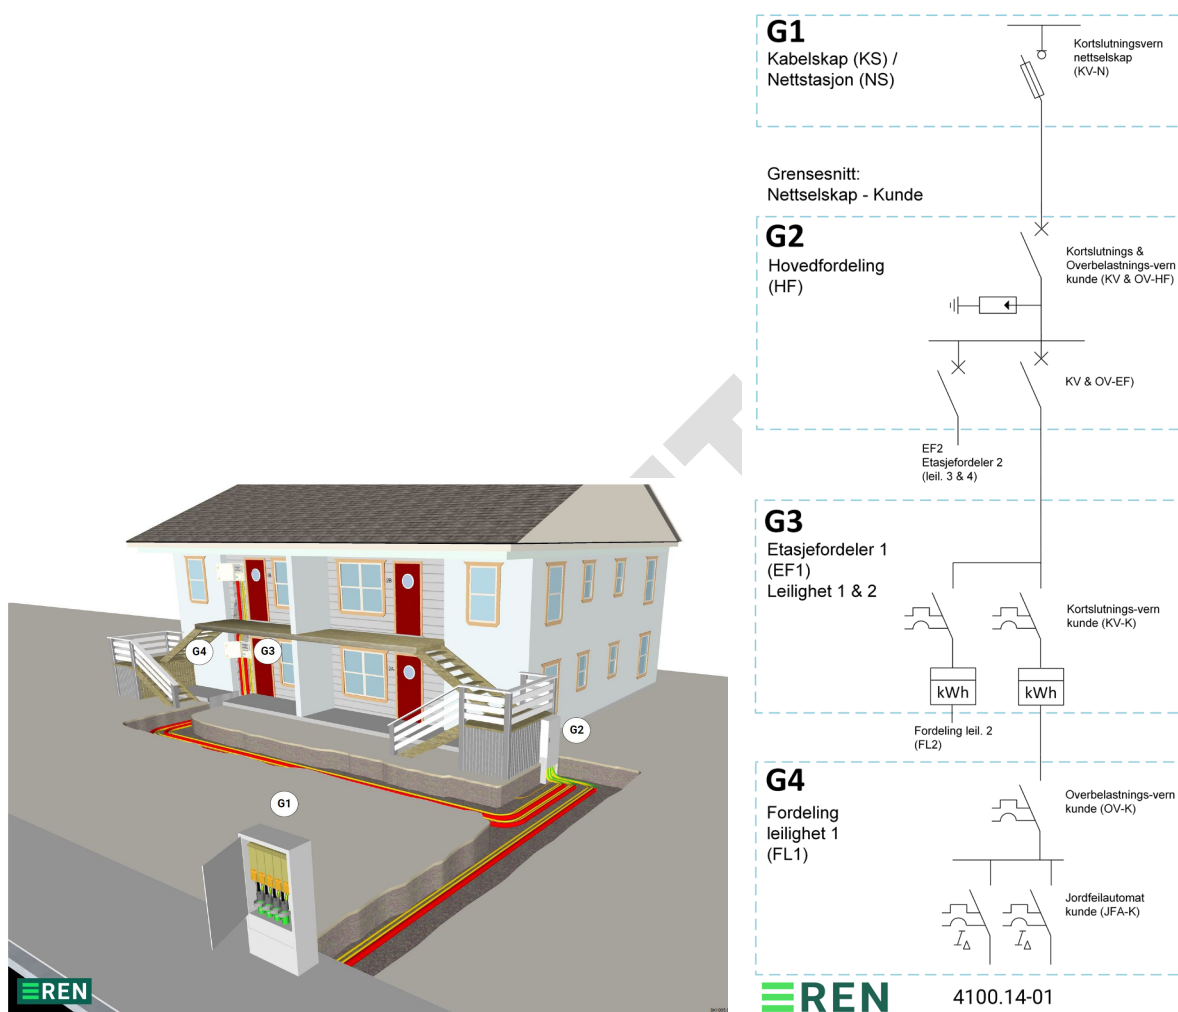 G1
Kabelskap (KS) /
Nettstasjon (NS)
Kortslutningsvern
nettselskap
(KV-N)
Grensesnitt:
Nettselskap - Kunde
G2
Hovedfordeling
(HF)
Kortslutnings &
Overbelastnings-vern
kunde (KV & OV-HF)
KV & OV-EF)
EF2
Etasjefordeler 2
(leil. 3 & 4)
G3
Etasjefordeler 1
(EF1)
Leilighet 1 & 2
Kortslutnings-vern
kunde (KV-K)
kWh
kWh
Fordeling leil. 2
(FL2)
G4
Fordeling
leilighet 1
(FL1)
Overbelastnings-vern
kunde (OV-K)
Jordfeilautomat
kunde (JFA-K)
I∆
I∆
REN
4100.14-01
G4
G3
G2
G1
REN